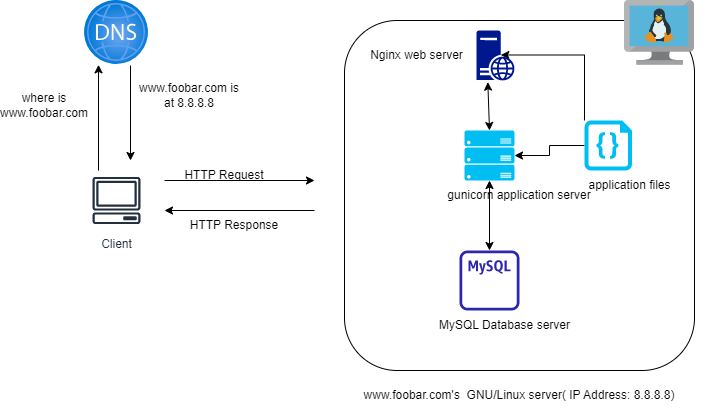 DNS
where is
www.foobar.com
www.foobar.com is
at 8.8.8.8
Client
HTTP Request
HTTP Response
Nginx web server
gunicorn application server
{}
application files
MySQL
MySQL Database server
www.foobar.com's GNU/Linux server( IP Address: 8.8.8.8)